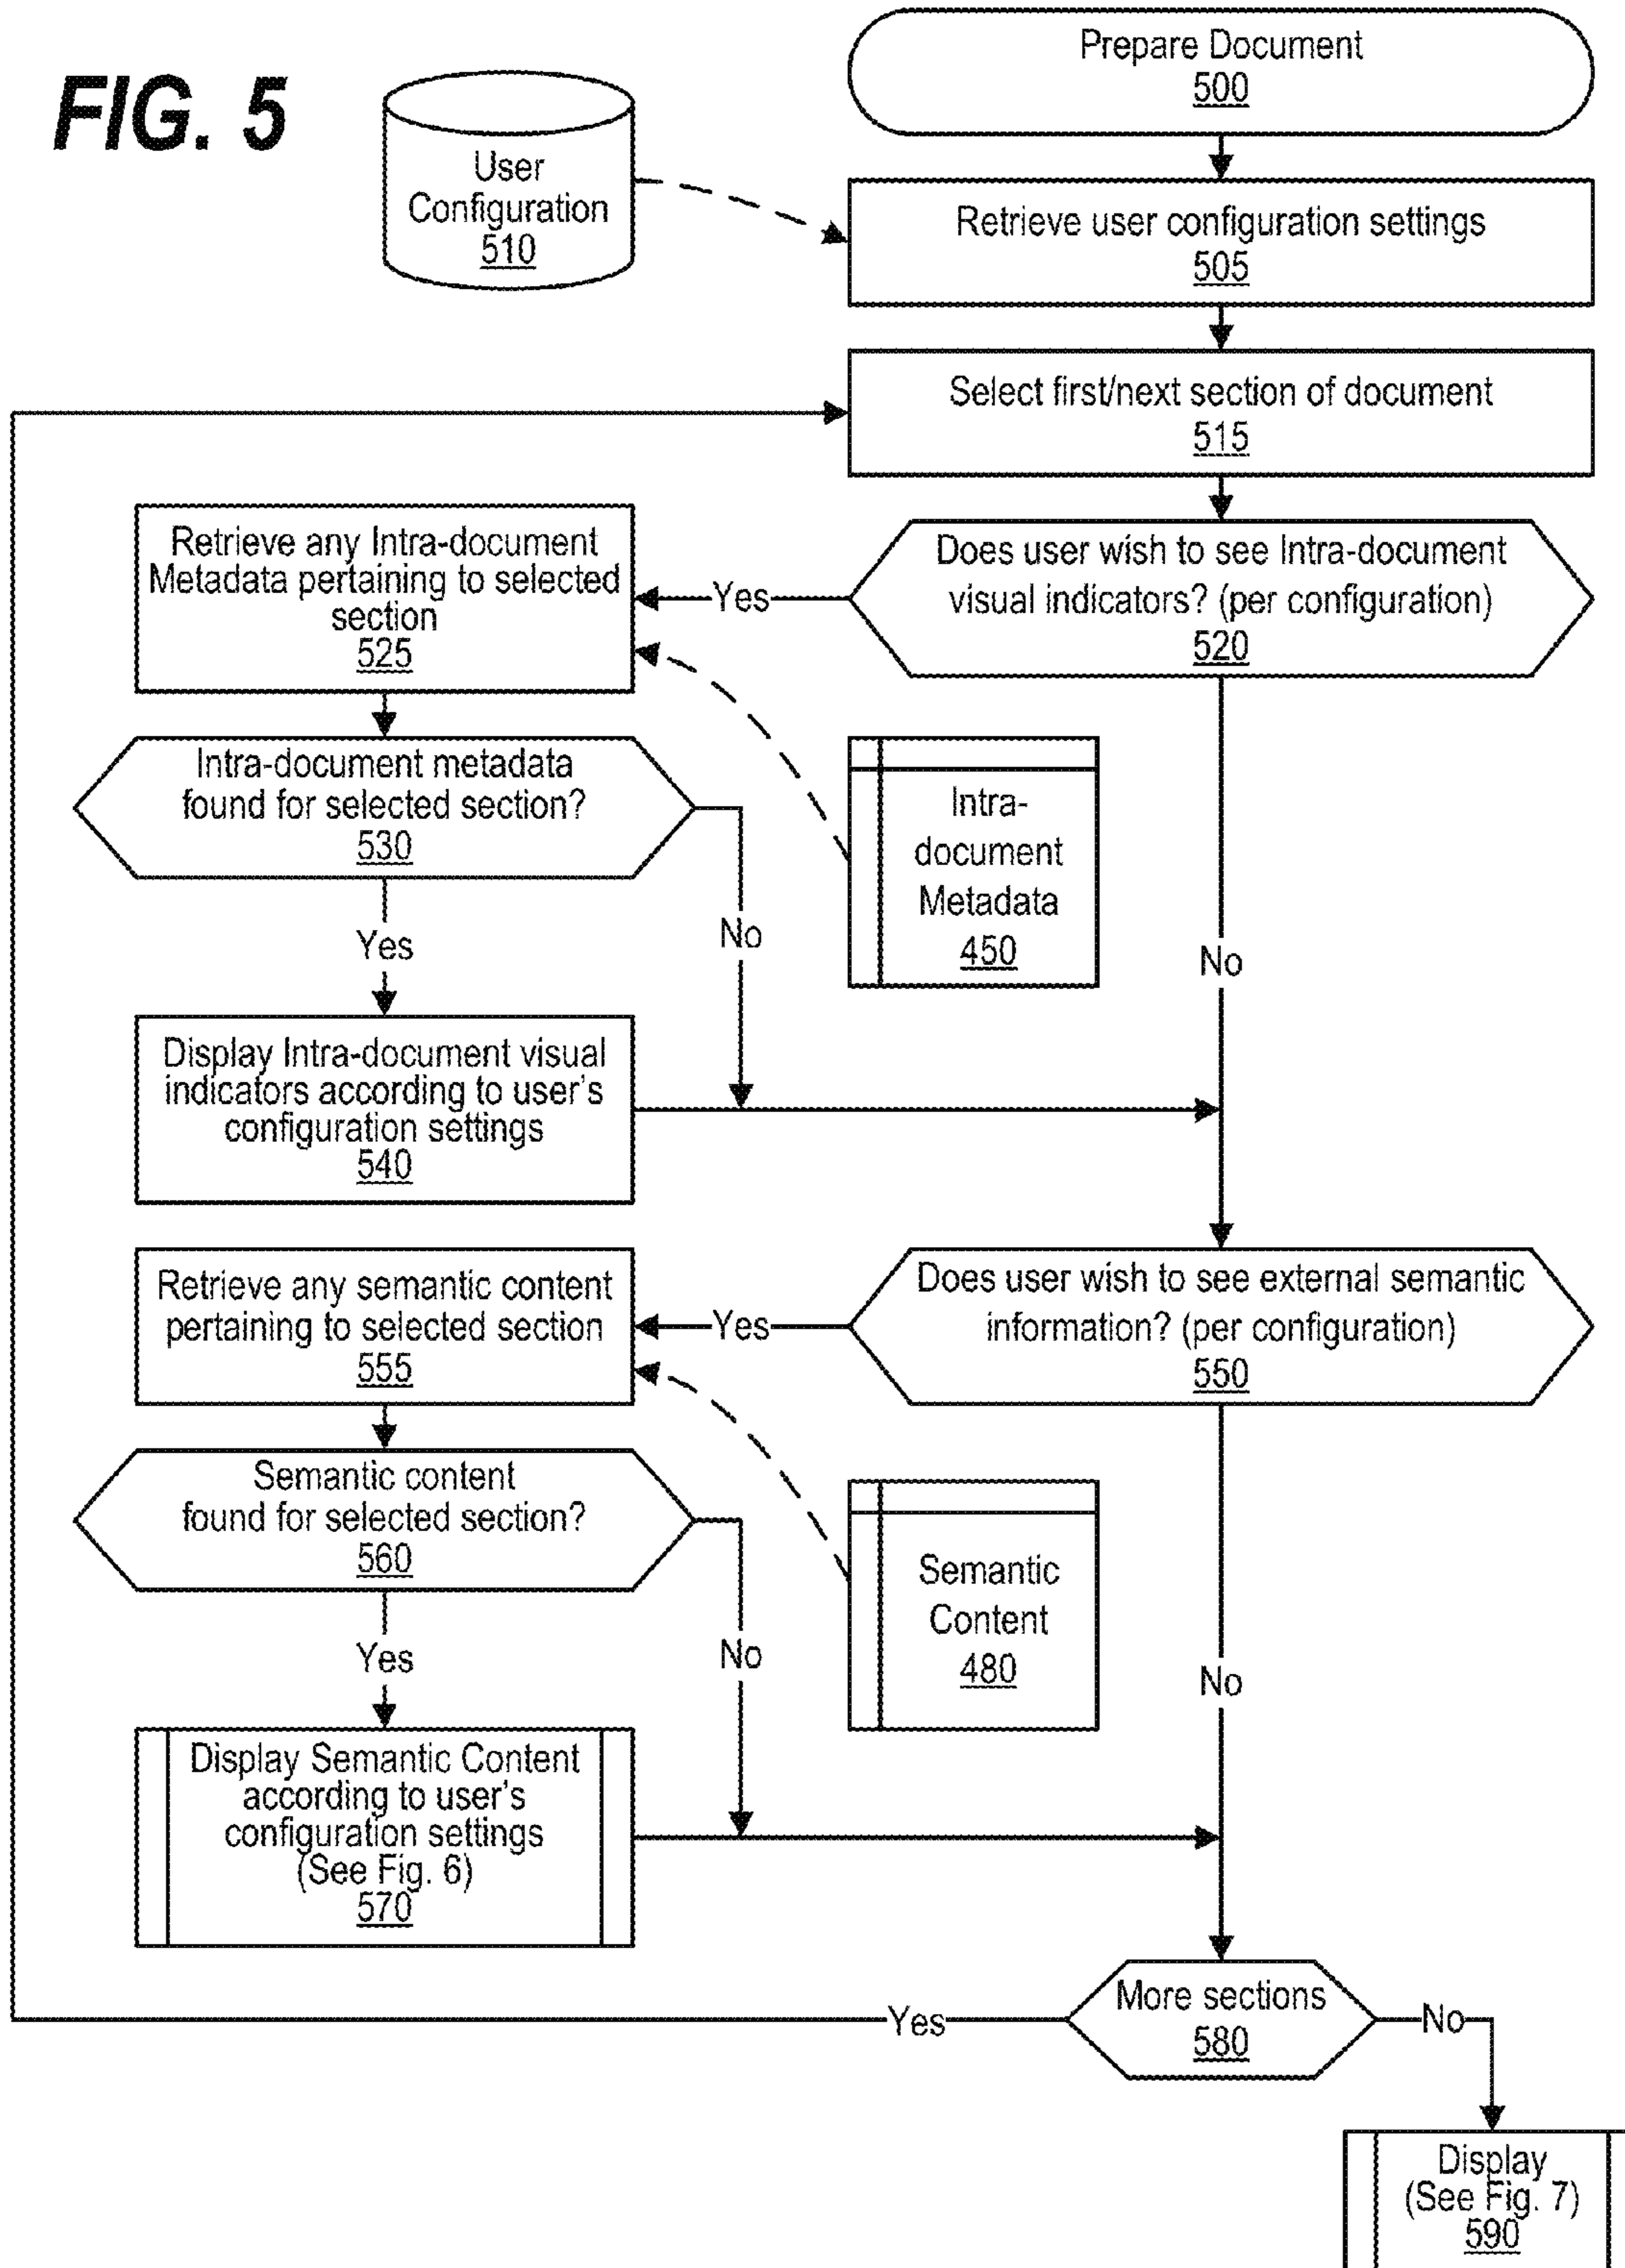 FIG. 5
User
Configuration
510
Prepare Document
500
Retrieve user configuration settings
505
Select first/next section of document
515
Does user wish to see Intra-document
visual indicators? (per configuration)
520
Yes
No
Retrieve any Intra-document
Metadata pertaining to selected
section
525
Intra-document metadata
found for selected section?
530
Yes
No
Intra-
document
Metadata
450
Display Intra-document visual
indicators according to user's
configuration settings
540
Does user wish to see external semantic
information? (per configuration)
550
Yes
No
Retrieve any semantic content
pertaining to selected section
555
Semantic content
found for selected section?
560
Yes
No
Semantic
Content
480
Display Semantic Content
according to user's
configuration settings
(See Fig. 6)
570
More sections
580
Yes
No
Display
(See Fig. 7)
590